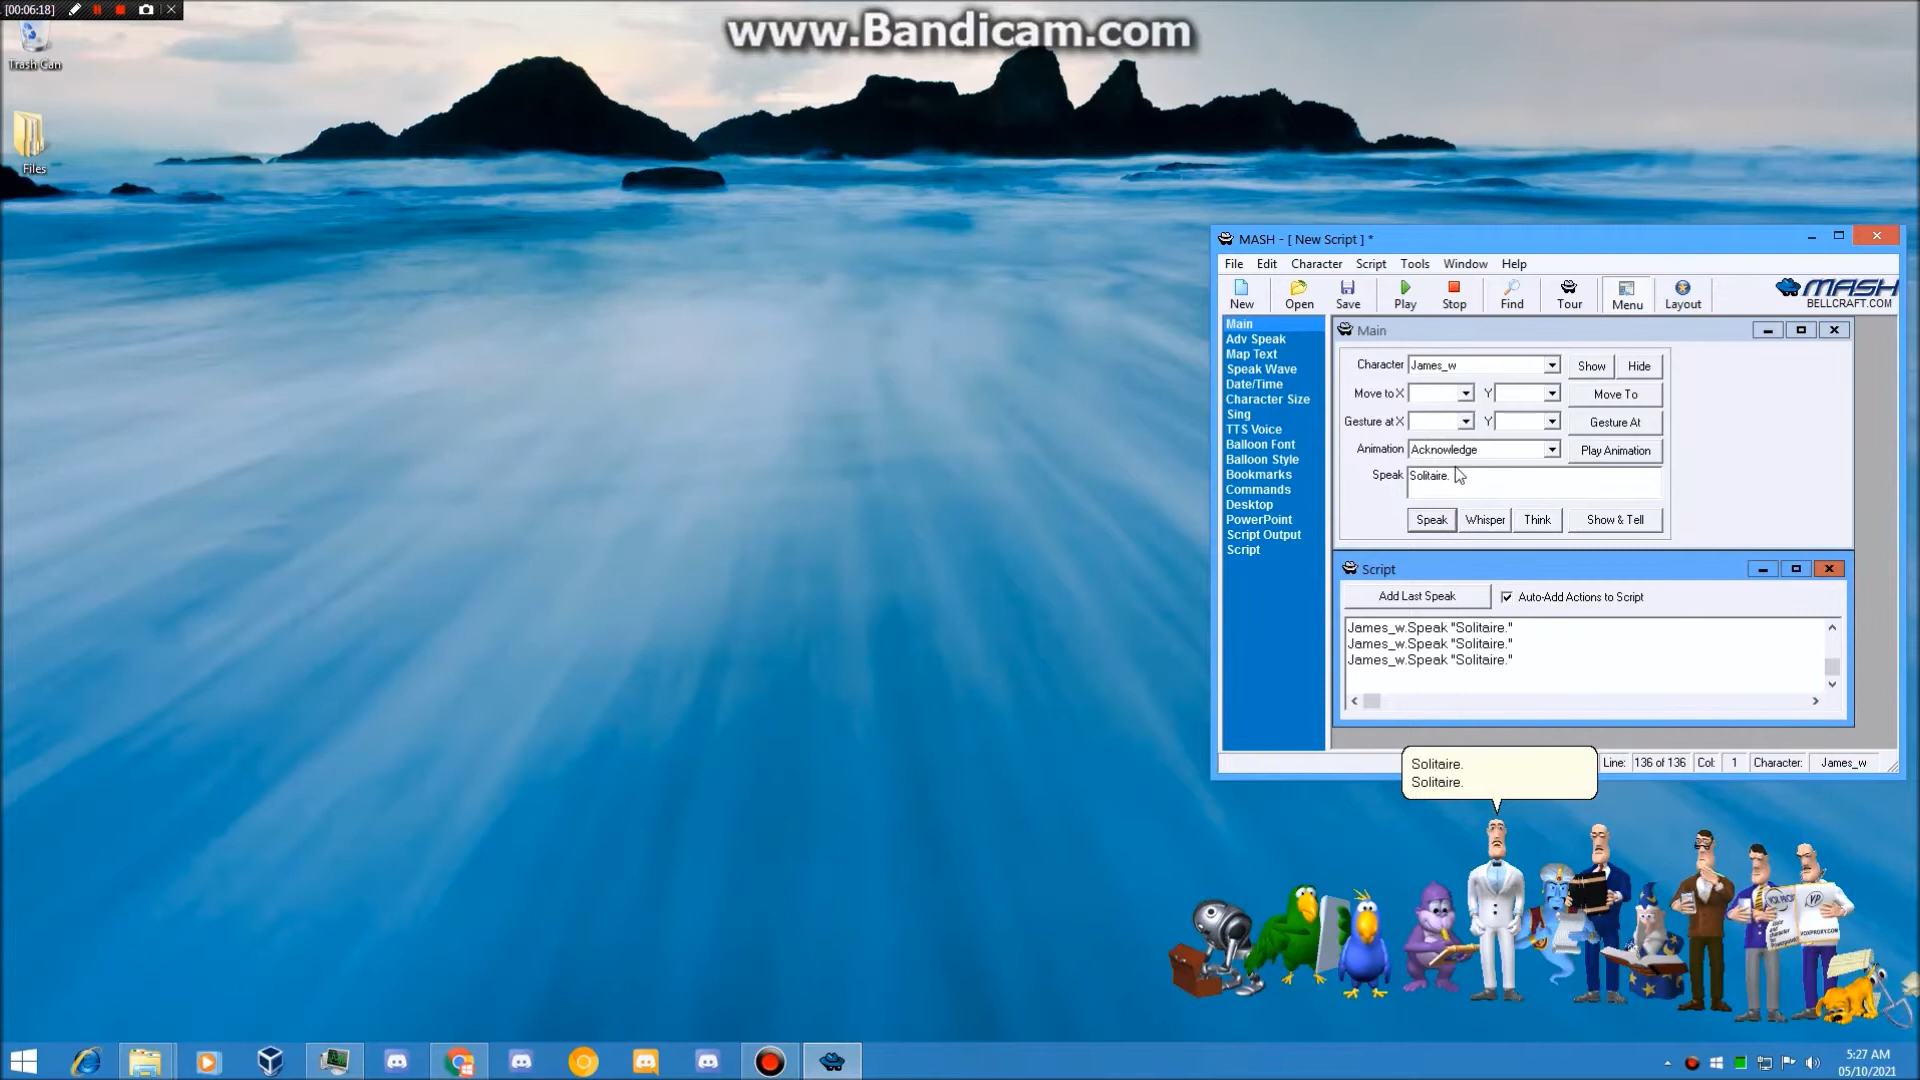 [00:06:18]
www.Bandicam.com
Trash Can
Files
MASH - [ New Script ] *
File Edit Character Script Tools Window Help
New Open Save Play Stop Find Tour Menu Layout
MASH
BELLCRAFT.COM
Main
Adv Speak
Map Text
Speak Wave
Date/Time
Character Size
Sing
TTS Voice
Balloon Font
Balloon Style
Bookmarks
Commands
Desktop
PowerPoint
Script Output
Script
Main
Character James_w Show Hide
Move to X Y Move To
Gesture at X Y Gesture At
Animation Acknowledge Play Animation
Speak Solitaire.
Speak Whisper Think Show & Tell
Script
Add Last Speak Auto-Add Actions to Script
James_w.Speak "Solitaire."
James_w.Speak "Solitaire."
James_w.Speak "Solitaire."
Line: 136 of 136 Col: 1 Character: James_w
Solitaire.
Solitaire.
VP
VOXPROXY.COM
5:27 AM
05/10/2021